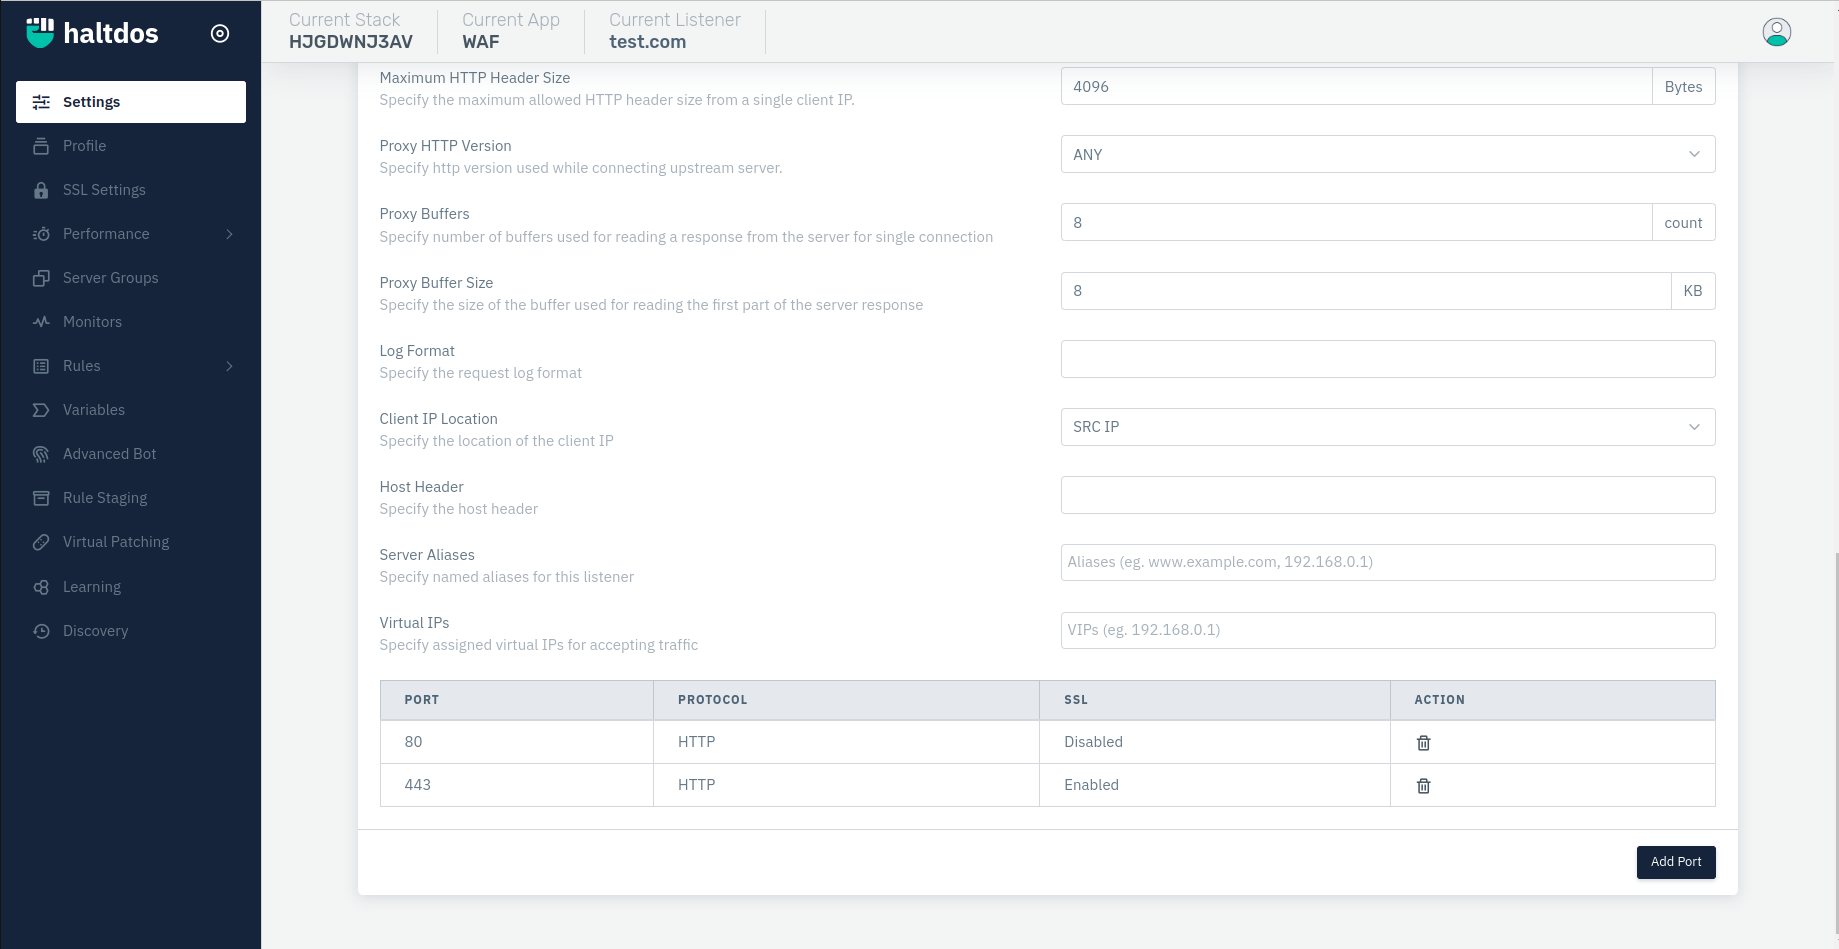 haltdos
Current Stack
HJGDWNJ3AV
Current App
WAF
Current Listener
test.com
Settings
Profile
SSL Settings
Performance
Server Groups
Monitors
Rules
Variables
Advanced Bot
Rule Staging
Virtual Patching
Learning
Discovery
Maximum HTTP Header Size
Specify the maximum allowed HTTP header size from a single client IP.
4096 Bytes
Proxy HTTP Version
Specify http version used while connecting upstream server.
ANY
Proxy Buffers
Specify number of buffers used for reading a response from the server for single connection
8 count
Proxy Buffer Size
Specify the size of the buffer used for reading the first part of the server response
8 KB
Log Format
Specify the request log format
Client IP Location
Specify the location of the client IP
SRC IP
Host Header
Specify the host header
Server Aliases
Specify named aliases for this listener
Aliases (eg. www.example.com, 192.168.0.1)
Virtual IPs
Specify assigned virtual IPs for accepting traffic
VIPs (eg. 192.168.0.1)
PORT PROTOCOL SSL ACTION
80 HTTP Disabled
443 HTTP Enabled
Add Port